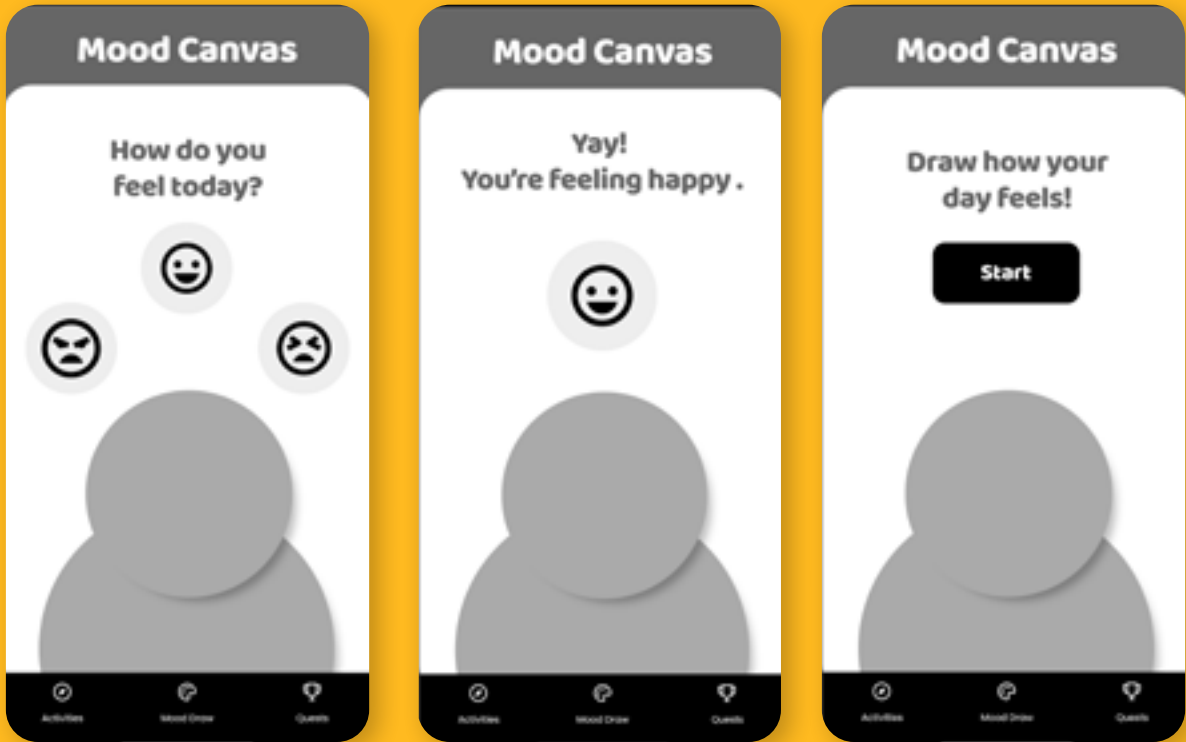 Mood Canvas
How do you
feel today?
Activities
Mood Draw
Quests
Mood Canvas
Yay!
You're feeling happy .
Activities
Mood Draw
Quests
Mood Canvas
Draw how your
day feels!
Start
Activities
Mood Draw
Quests